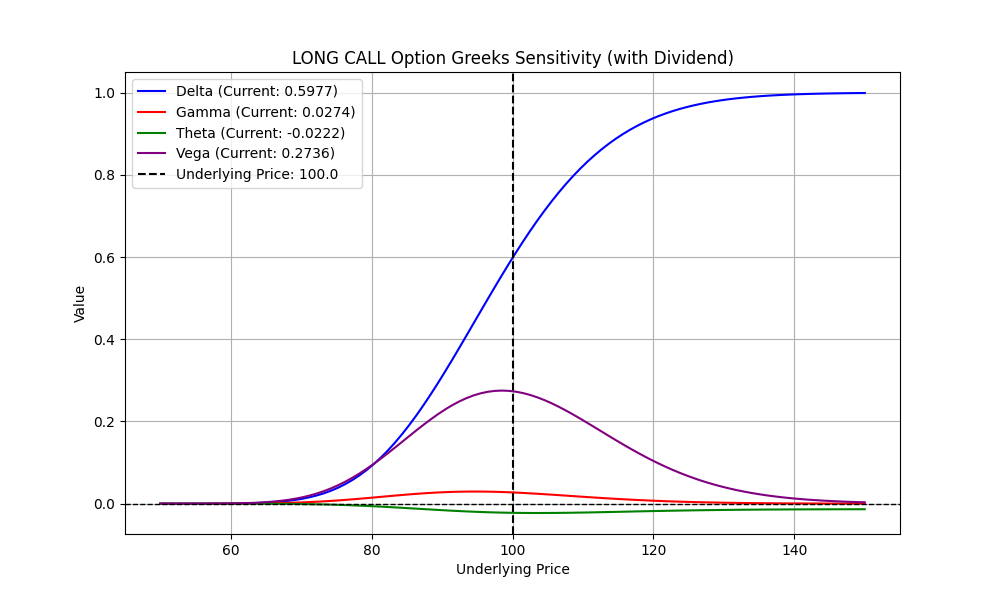 LONG CALL Option Greeks Sensitivity (with Dividend)
Delta (Current: 0.5977)
Gamma (Current: 0.0274)
Theta (Current: -0.0222)
Vega (Current: 0.2736)
Underlying Price: 100.0
1.0
0.8
0.6
0.4
0.2
0.0
Value
60 80 100 120 140
Underlying Price